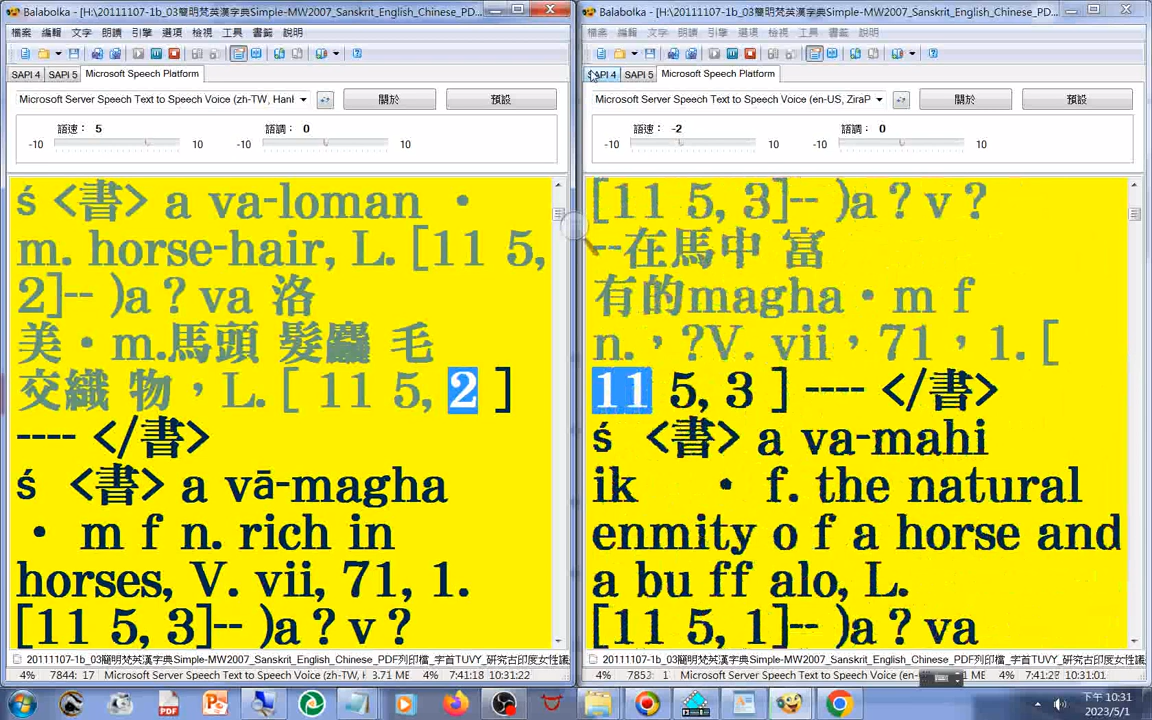 Balabolka - [H:\20111107-1b_03簡明梵英漢字典Simple-MW2007_Sanskrit_English_Chinese_PD...
檔案 編輯 文字 朗讀 引擎 選項 檢視 工具 書籤 說明
SAPI 4 SAPI 5 Microsoft Speech Platform
Microsoft Server Speech Text to Speech Voice (zh-TW, Hanl
關於 預設
語速： 5 語調： 0
-10 10 -10 10
ś <書> a va-loman •
m. horse-hair, L. [11 5,
2]-- )a？va 洛
美・m.馬頭 髮 毛
交織 物，L. [ 11 5, 2 ]
---- </書>
ś <書> a vā-magha
• m f n. rich in
horses, V. vii, 71, 1.
[11 5, 3]-- )a？v？
20111107-1b_03簡明梵英漢字典Simple-MW2007_Sanskrit_English_Chinese_PDF列印檔_字首TUVY_研究古印度女性議
4% 7844: 17 Microsoft Server Speech Text to Speech Voice (zh-TW, H 3.71 ME 4% 7:41:18 10:31:22
Balabolka - [H:\20111107-1b_03簡明梵英漢字典Simple-MW2007_Sanskrit_English_Chinese_PD...
檔案 編輯 文字 朗讀 引擎 選項 檢視 工具 書籤 說明
SAPI 4 SAPI 5 Microsoft Speech Platform
Microsoft Server Speech Text to Speech Voice (en-US, ZiraP
關於 預設
語速： -2 語調： 0
-10 10 -10 10
[11 5, 3]-- )a？v？
--在馬中 富
有的magha・m f
n.，?V. vii，71，1. [
11 5, 3 ] ---- </書>
ś <書> a va-mahi
ik • f. the natural
enmity o f a horse and
a bu ff alo, L.
[11 5, 1]-- )a？va
20111107-1b_03簡明梵英漢字典Simple-MW2007_Sanskrit_English_Chinese_PDF列印檔_字首TUVY_研究古印度女性議
4% 7853: 1 Microsoft Server Speech Text to Speech Voice (en-US, 3.71 ME 4% 7:41:2 10:31:01
下午 10:31
2023/5/1